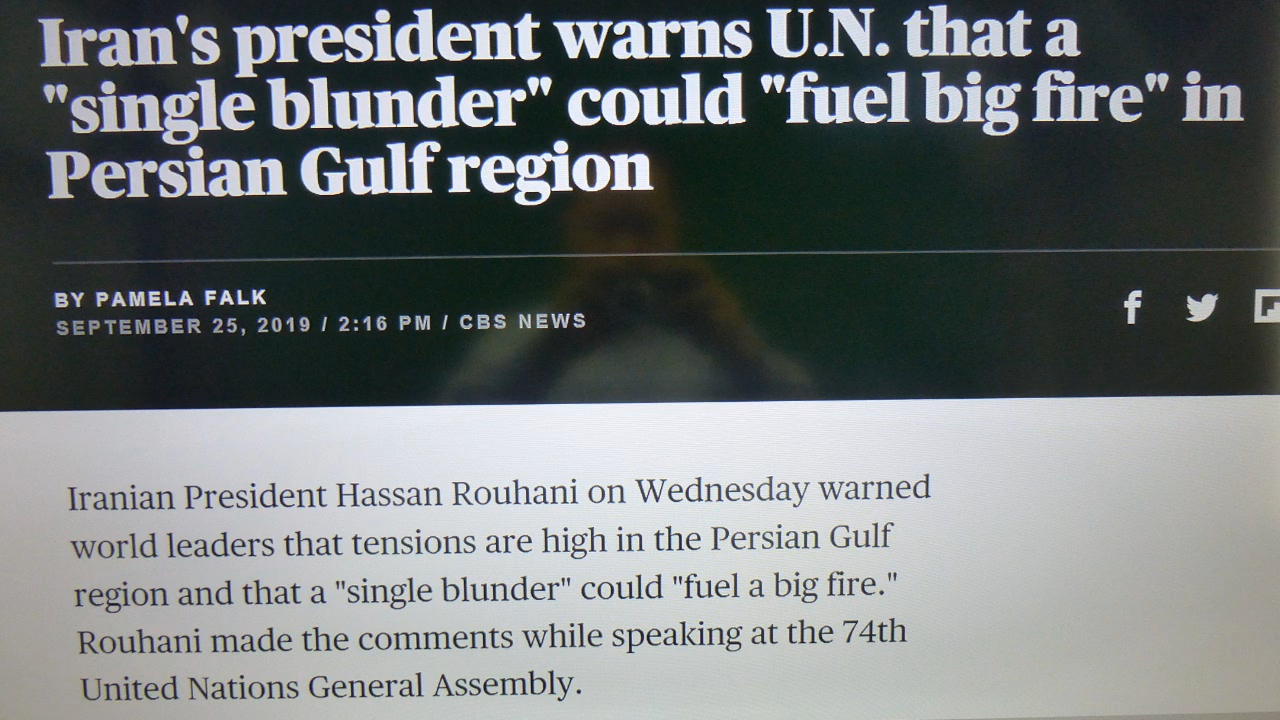 Iran's president warns U.N. that a
"single blunder" could "fuel big fire" in
Persian Gulf region
BY PAMELA FALK
SEPTEMBER 25, 2019 / 2:16 PM / CBS NEWS
Iranian President Hassan Rouhani on Wednesday warned
world leaders that tensions are high in the Persian Gulf
region and that a "single blunder" could "fuel a big fire."
Rouhani made the comments while speaking at the 74th
United Nations General Assembly.